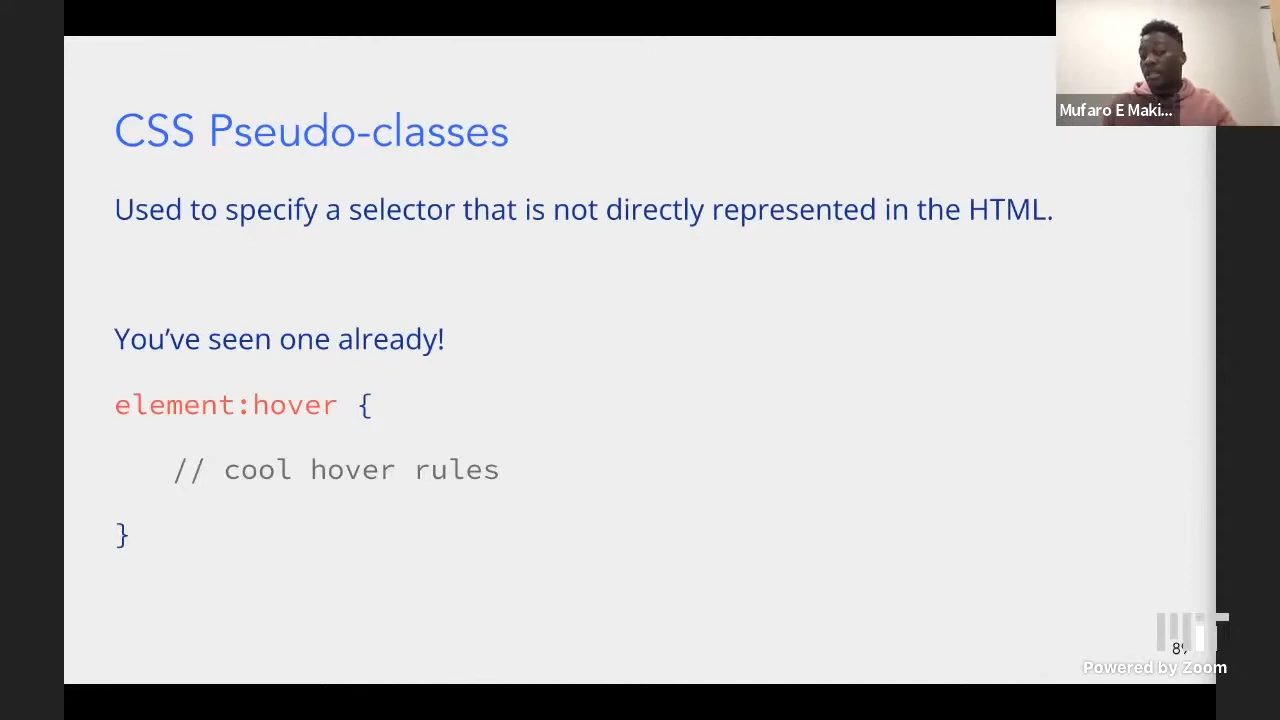 CSS Pseudo-classes
Mufaro E Maki...
Used to specify a selector that is not directly represented in the HTML.
You've seen one already!
element:hover {
// cool hover rules
}
MIT
Powered by Zoom